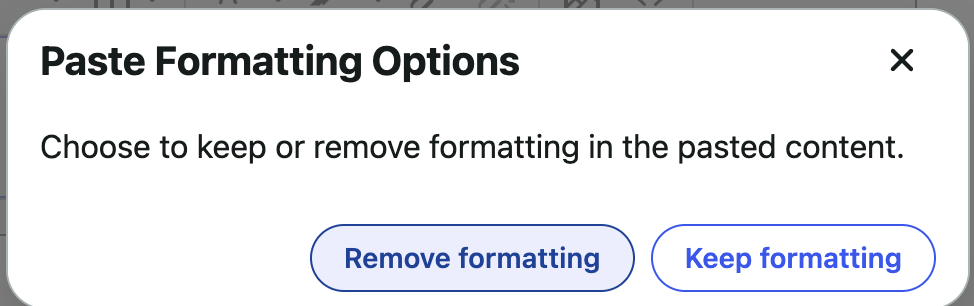 Paste Formatting Options
Choose to keep or remove formatting in the pasted content.
Remove formatting
Keep formatting